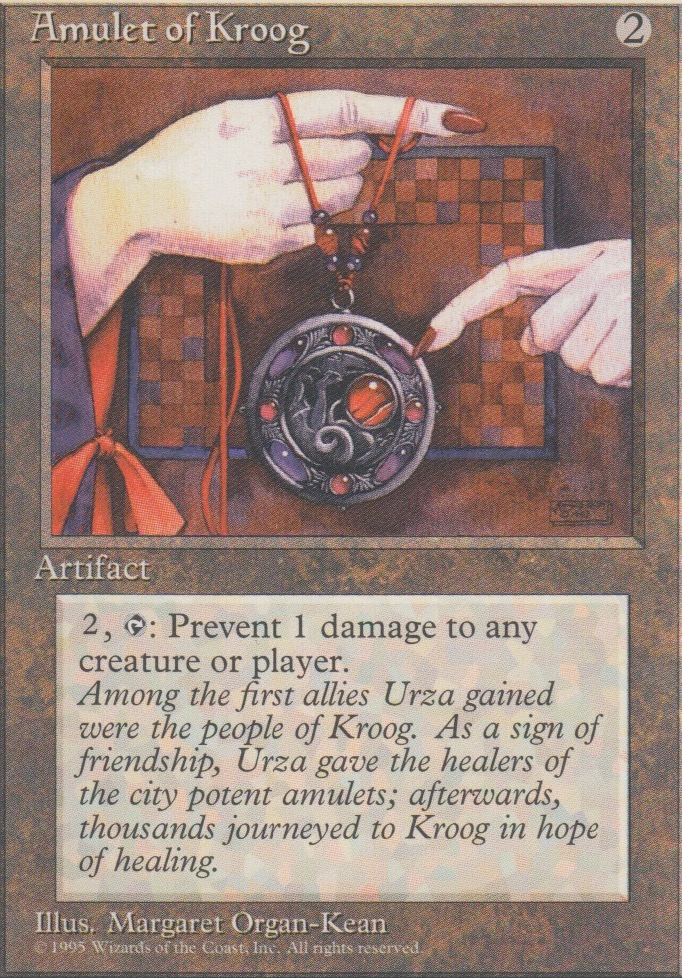 Amulet of Kroog 2
Artifact
2, : Prevent 1 damage to any
creature or player.
Among the first allies Urza gained
were the people of Kroog. As a sign of
friendship, Urza gave the healers of
the city potent amulets; afterwards,
thousands journeyed to Kroog in hope
of healing.
Illus. Margaret Organ-Kean
© 1995 Wizards of the Coast, Inc. All rights reserved.